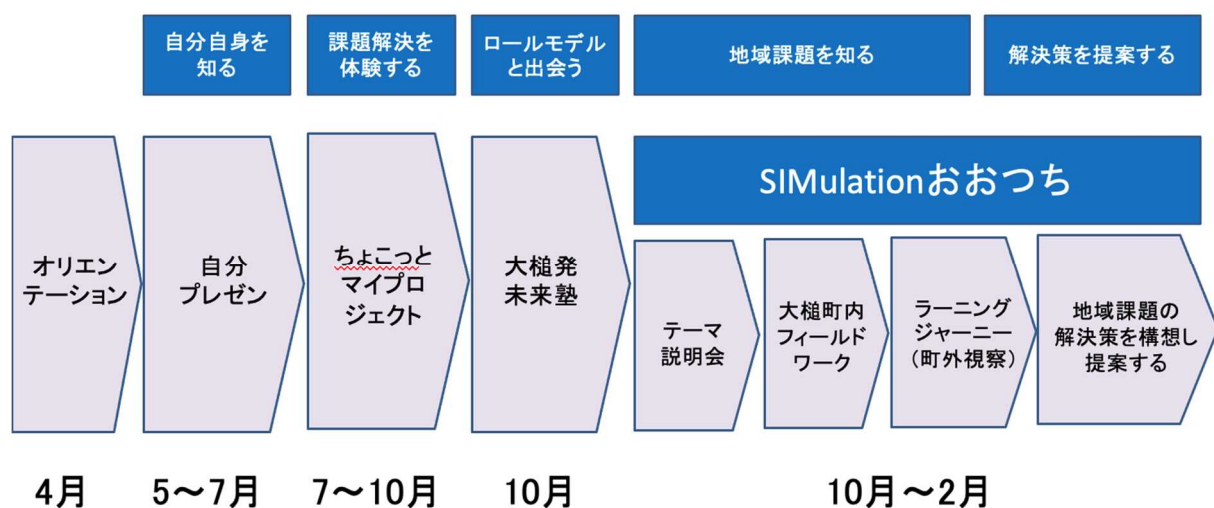 自分自身を
知る
課題解決を
体験する
ロールモデル
と出会う
地域課題を知る
解決策を提案する
SIMulationおおつち
オリエン
テーション
自分
プレゼン
ちょこっと
マイプロ
ジェクト
大槌発
未来塾
テーマ
説明会
大槌町内
フィールド
ワーク
ラーニング
ジャーニー
（町外視察）
地域課題の
解決策を構想し
提案する
4月
5～7月
7～10月
10月
10月～2月